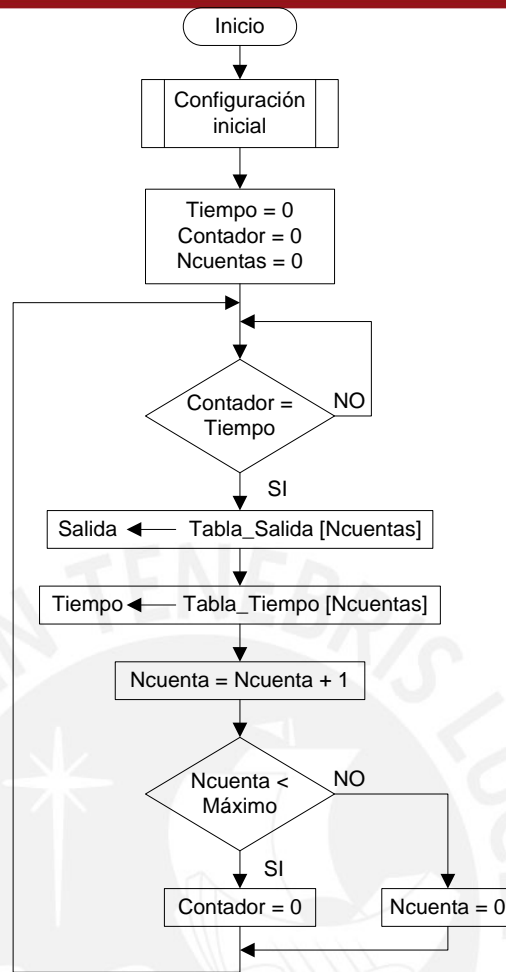 Inicio
Configuración
inicial
Tiempo = 0
Contador = 0
Ncuentas = 0
Contador =
Tiempo
NO
SI
Salida
Tabla_Salida [Ncuentas]
Tiempo
Tabla_Tiempo [Ncuentas]
Ncuenta = Ncuenta + 1
Ncuenta <
Máximo
NO
SI
Contador = 0
Ncuenta = 0